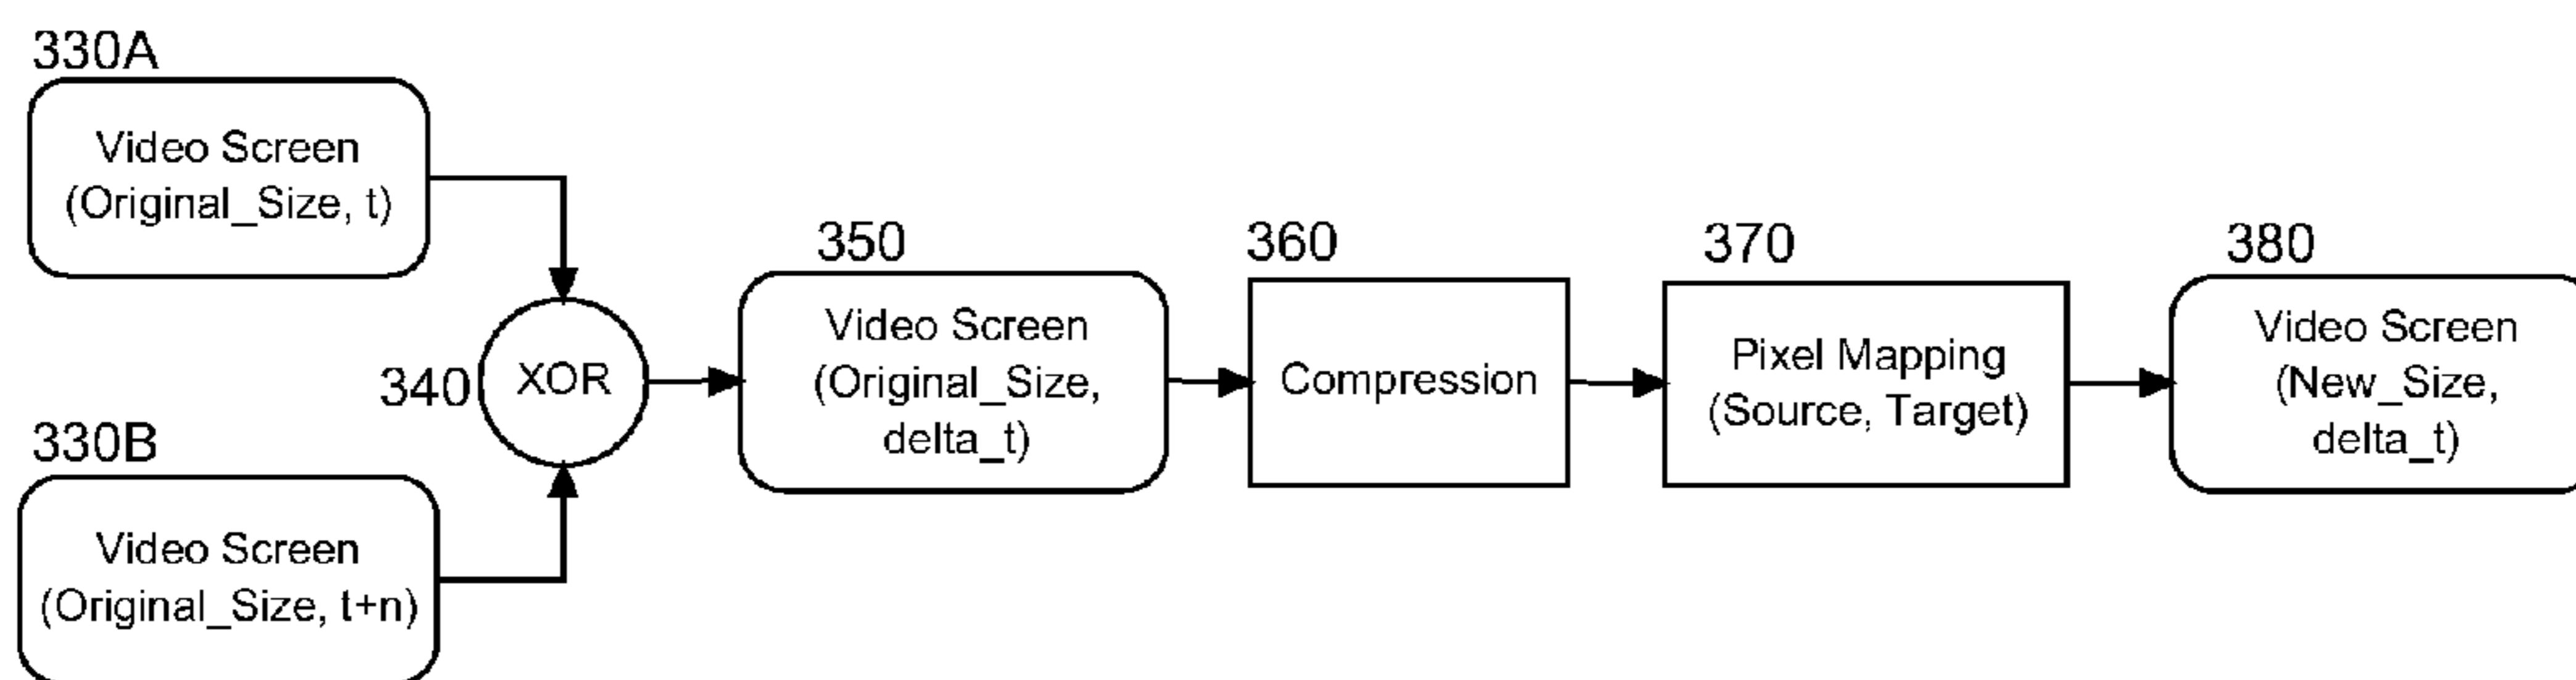 330A
Video Screen
(Original_Size, t)
330B
Video Screen
(Original_Size, t+n)
340
XOR
350
Video Screen
(Original_Size,
delta_t)
360
Compression
370
Pixel Mapping
(Source, Target)
380
Video Screen
(New_Size,
delta_t)